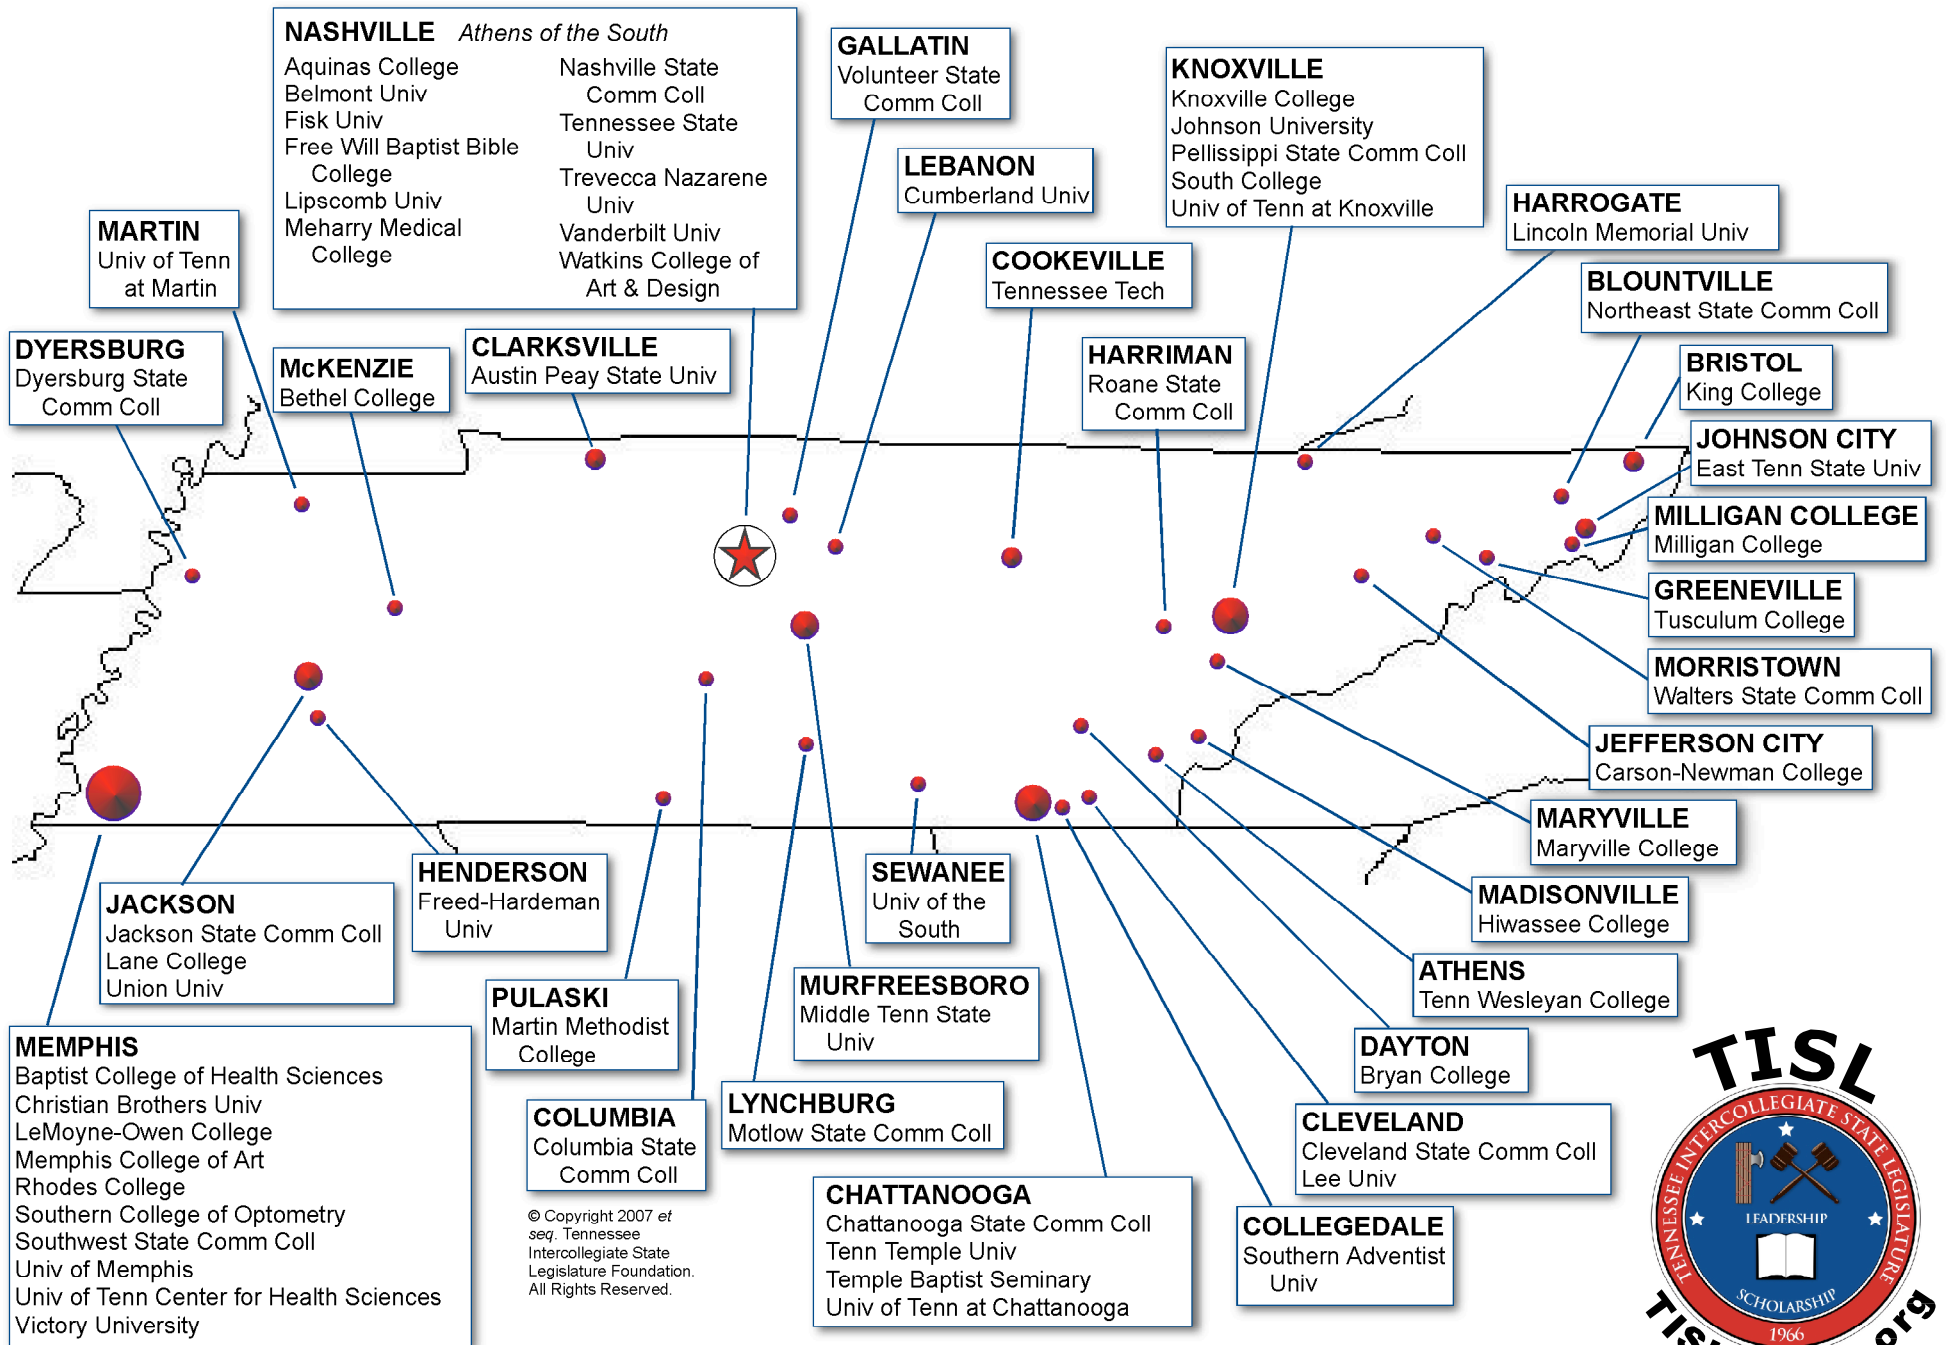 NASHVILLE Athens of the South
Aquinas College
Belmont Univ
Fisk Univ
Free Will Baptist Bible
College
Lipscomb Univ
Meharry Medical
College
Nashville State
Comm Coll
Tennessee State
Univ
Trevecca Nazarene
Univ
Vanderbilt Univ
Watkins College of
Art & Design
GALLATIN
Volunteer State
Comm Coll
LEBANON
Cumberland Univ
KNOXVILLE
Knoxville College
Johnson University
Pellissippi State Comm Coll
South College
Univ of Tenn at Knoxville
HARROGATE
Lincoln Memorial Univ
MARTIN
Univ of Tenn
at Martin
COOKEVILLE
Tennessee Tech
BLOUNTVILLE
Northeast State Comm Coll
DYERSBURG
Dyersburg State
Comm Coll
McKENZIE
Bethel College
CLARKSVILLE
Austin Peay State Univ
HARRIMAN
Roane State
Comm Coll
BRISTOL
King College
JOHNSON CITY
East Tenn State Univ
MILLIGAN COLLEGE
Milligan College
GREENEVILLE
Tusculum College
MORRISTOWN
Walters State Comm Coll
JEFFERSON CITY
Carson-Newman College
MARYVILLE
Maryville College
MADISONVILLE
Hiwassee College
ATHENS
Tenn Wesleyan College
DAYTON
Bryan College
CLEVELAND
Cleveland State Comm Coll
Lee Univ
COLLEGEDALE
Southern Adventist
Univ
JACKSON
Jackson State Comm Coll
Lane College
Union Univ
HENDERSON
Freed-Hardeman
Univ
SEWANEE
Univ of the
South
PULASKI
Martin Methodist
College
MURFREESBORO
Middle Tenn State
Univ
LYNCHBURG
Motlow State Comm Coll
COLUMBIA
Columbia State
Comm Coll
CHATTANOOGA
Chattanooga State Comm Coll
Tenn Temple Univ
Temple Baptist Seminary
Univ of Tenn at Chattanooga
MEMPHIS
Baptist College of Health Sciences
Christian Brothers Univ
LeMoyne-Owen College
Memphis College of Art
Rhodes College
Southern College of Optometry
Southwest State Comm Coll
Univ of Memphis
Univ of Tenn Center for Health Sciences
Victory University
© Copyright 2007 et
seq. Tennessee
Intercollegiate State
Legislature Foundation.
All Rights Reserved.
TISL
TENNESSEE INTERCOLLEGIATE STATE LEGISLATURE
LEADERSHIP
SCHOLARSHIP
1966